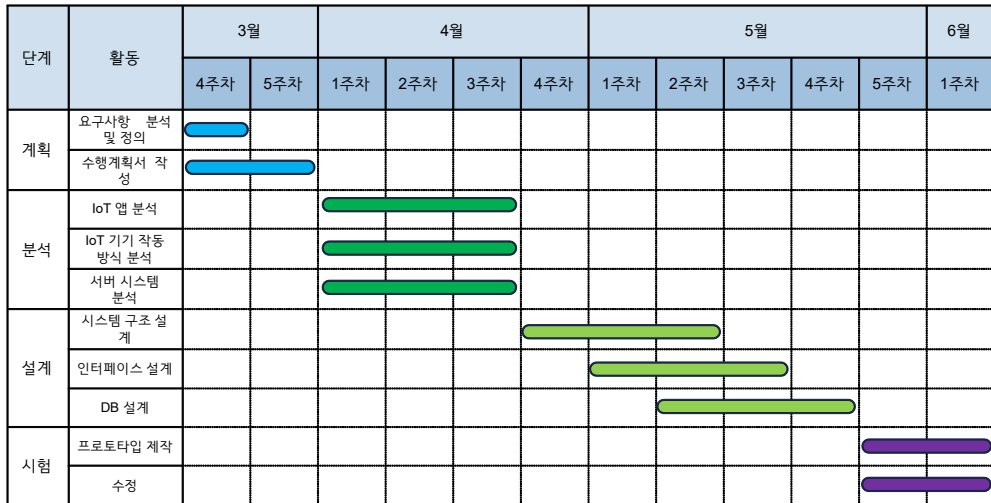 단계 활동 3월 4월 5월 6월
4주차 5주차 1주차 2주차 3주차 4주차 1주차 2주차 3주차 4주차 5주차 1주차
계획
요구사항 분석
및 정의
수행계획서 작
성
분석
IoT 앱 분석
IoT 기기 작동
방식 분석
서버 시스템
분석
설계
시스템 구조 설
계
인터페이스 설계
DB 설계
시험
프로토타입 제작
수정